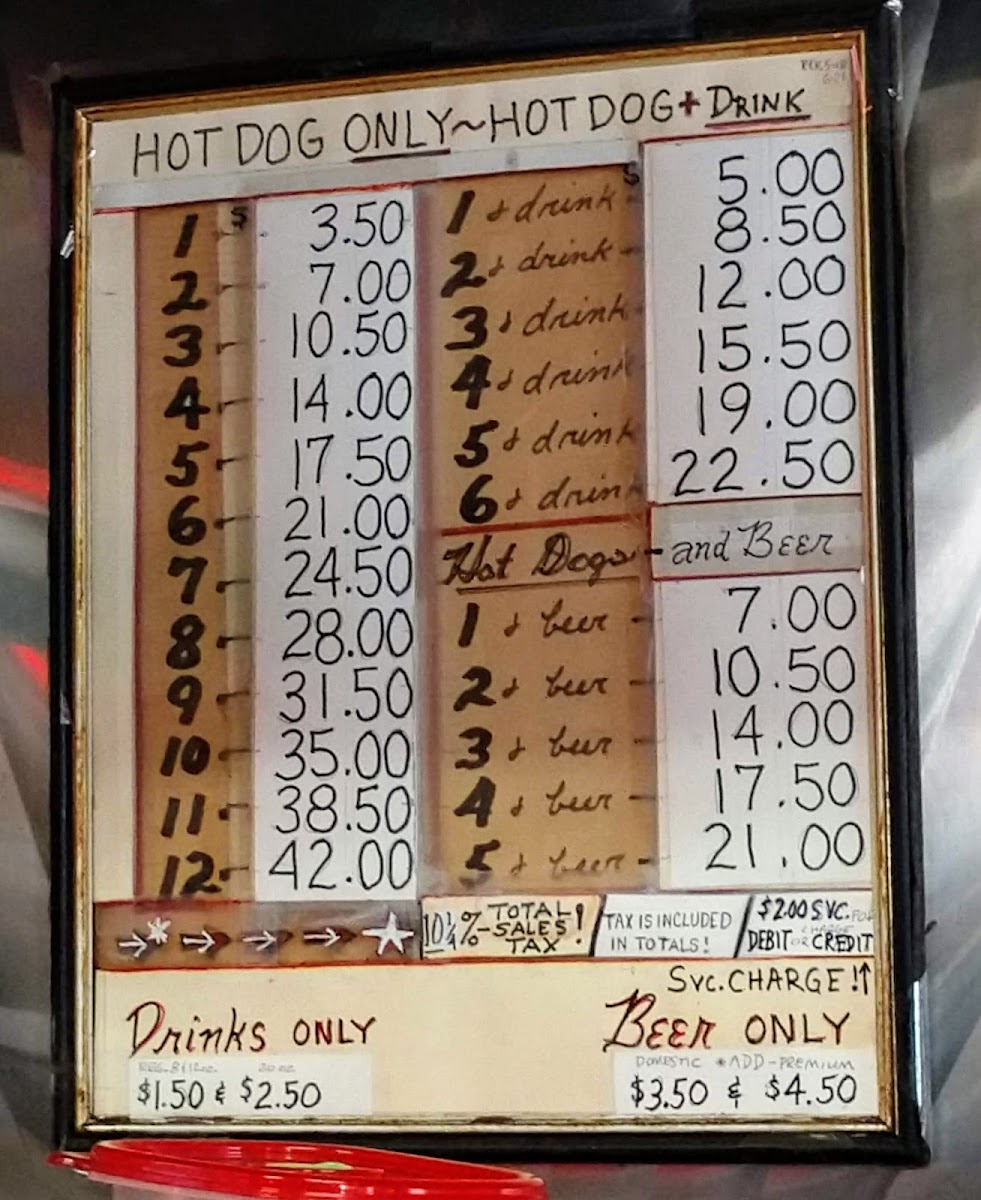 HOT DOG ONLY~HOT DOG+DRINK
1 $ 3.50
2 - 7.00
3 - 10.50
4 - 14.00
5 - 17.50
6 - 21.00
7 - 24.50
8 - 28.00
9 - 31.50
10 - 35.00
11 - 38.50
12 - 42.00
1 & drink $ 5.00
2 & drink - 8.50
3 & drink 12.00
4 & drink 15.50
5 & drink 19.00
6 & drink 22.50
Hot Dogs - and BEER
1 & beer - 7.00
2 & beer - 10.50
3 & beer - 14.00
4 & beer - 17.50
5 & beer - 21.00
10¼%-TOTAL SALES TAX!
TAX IS INCLUDED
IN TOTALS!
$2.00 SVC. FOR
CHARGE
DEBIT OR CREDIT
SVC. CHARGE!↑
Drinks ONLY
$1.50 & $2.50
BEER ONLY
DOMESTIC *ADD-PREMIUM
$3.50 & $4.50